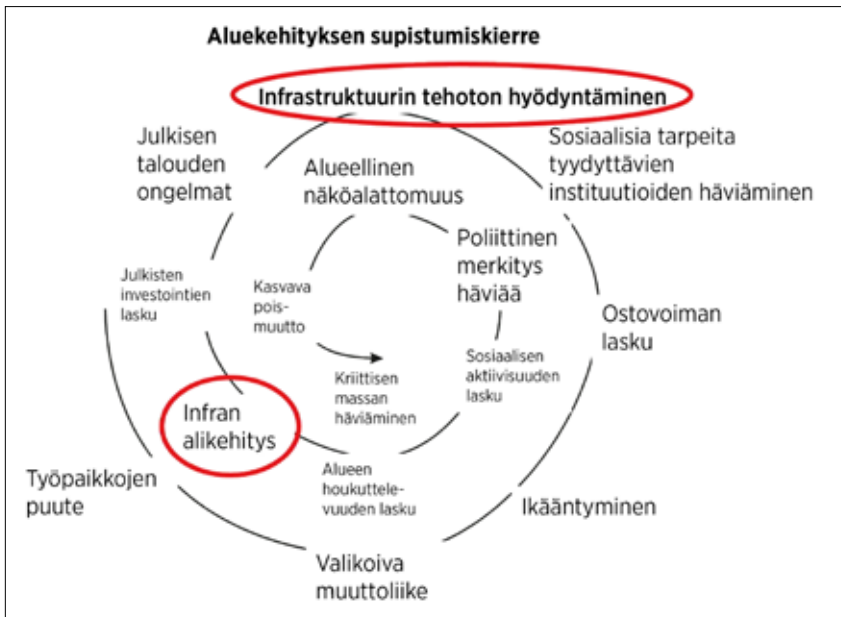 Aluekehityksen supistumiskierre
Infrastruktuurin tehoton hyödyntäminen
Julkisen
talouden
ongelmat
Sosiaalisia tarpeita
tyydyttävien
instituutioiden häviäminen
Alueellinen
näköalattomuus
Poliittinen
merkitys
häviää
Julkisten
investointien
lasku
Kasvava
pois-
muutto
Ostovoiman
lasku
Kriittisen
massan
häviäminen
Sosiaalisen
aktiivisuuden
lasku
Infran
alikehitys
Alueen
houkuttele-
vuuden lasku
Työpaikkojen
puute
Ikääntyminen
Valikoiva
muuttoliike